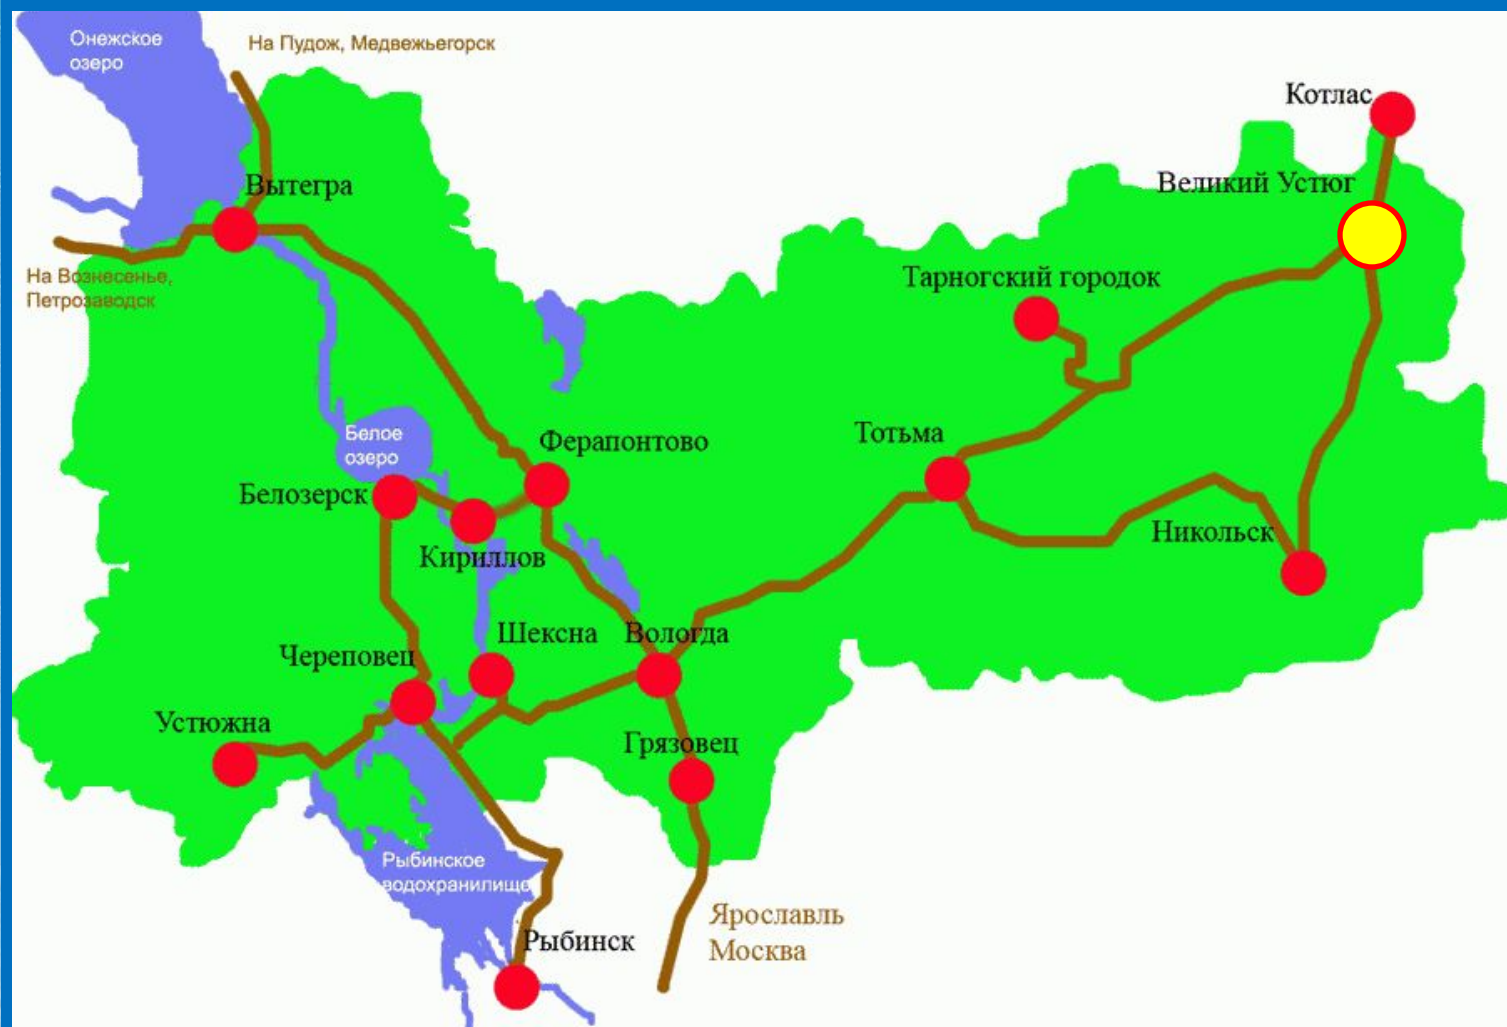 Онежское
озеро
На Пудож, Медвежьегорск
Котлас
Вытегра
Великий Устюг
На Вознесенье,
Петрозаводск
Тарногский городок
Белое
озеро
Ферапонтово
Тотьма
Белозерск
Кириллов
Никольск
Шексна
Вологда
Череповец
Устюжна
Грязовец
Рыбинское
водохранилище
Ярославль
Москва
Рыбинск